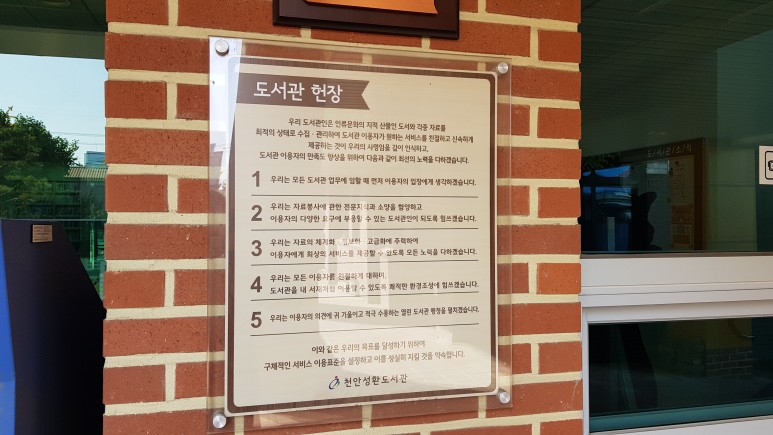 도서관 헌장
우리 도서관인은 인류문화의 지적 산물인 도서와 각종 자료를
최적의 상태로 수집 · 관리하며 도서관 이용자가 원하는 서비스를 친절하고 신속하게
제공하는 것이 우리의 사명임을 깊이 인식하고,
도서관 이용자의 만족도 향상을 위하여 다음과 같이 최선의 노력을 다하겠습니다.
1 우리는 모든 도서관 업무에 임할 때 먼저 이용자의 입장에게 생각하겠습니다.
2 우리는 자료봉사에 관한 전문지식과 소양을 함양하고
이용자의 다양한 요구에 부응할 수 있는 도서관인이 되도록 힘쓰겠습니다.
3 우리는 자료의 체계화 고급화에 주력하여
이용자에게 최상의 서비스를 제공할 수 있도록 모든 노력을 다하겠습니다.
4 우리는 모든 이용자를 친절하게 대하며,
도서관을 내 서재처럼 이용할 수 있도록 쾌적한 환경조성에 힘쓰겠습니다.
5 우리는 이용자의 의견에 귀 기울이고 적극 수용하는 열린 도서관 행정을 펼치겠습니다.
이와 같은 우리의 목표를 달성하기 위하여
구체적인 서비스 이용표준을 설정하고 이를 성실히 지킬 것을 약속합니다.
천안성환도서관
도서관소식